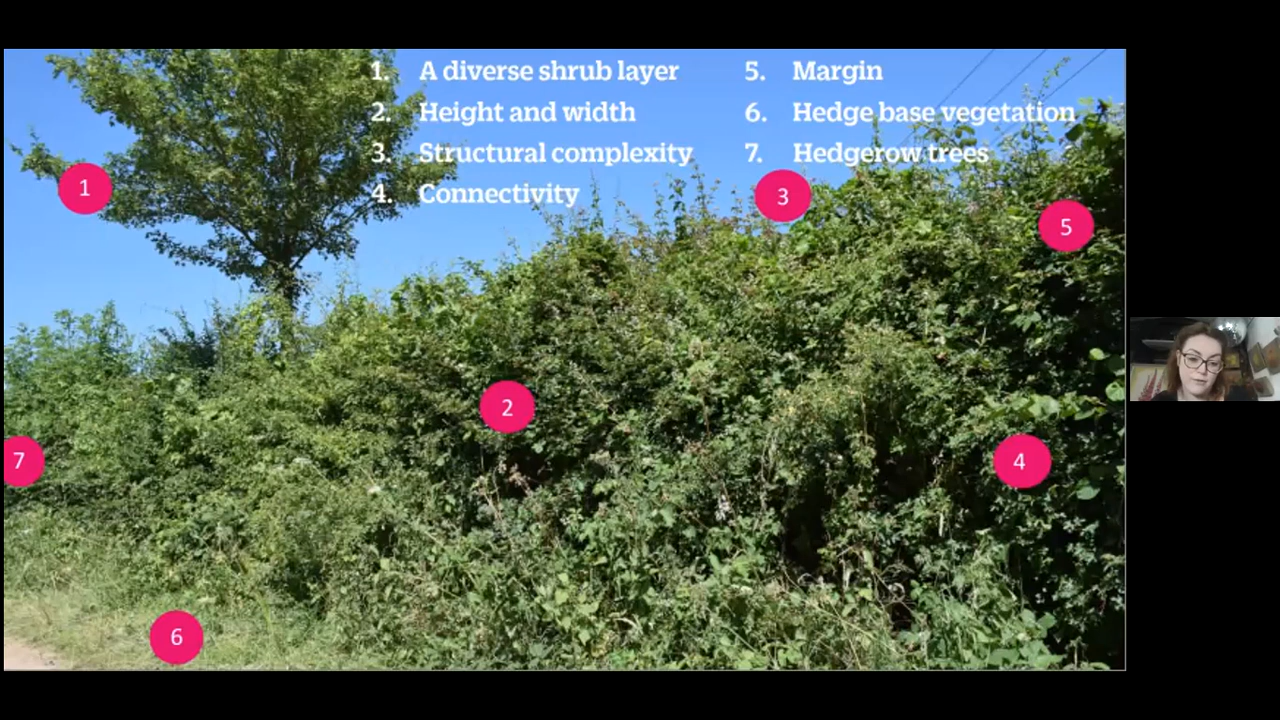 1. A diverse shrub layer
2. Height and width
3. Structural complexity
4. Connectivity
5. Margin
6. Hedge base vegetation
7. Hedgerow trees
1
3
5
2
7
4
6